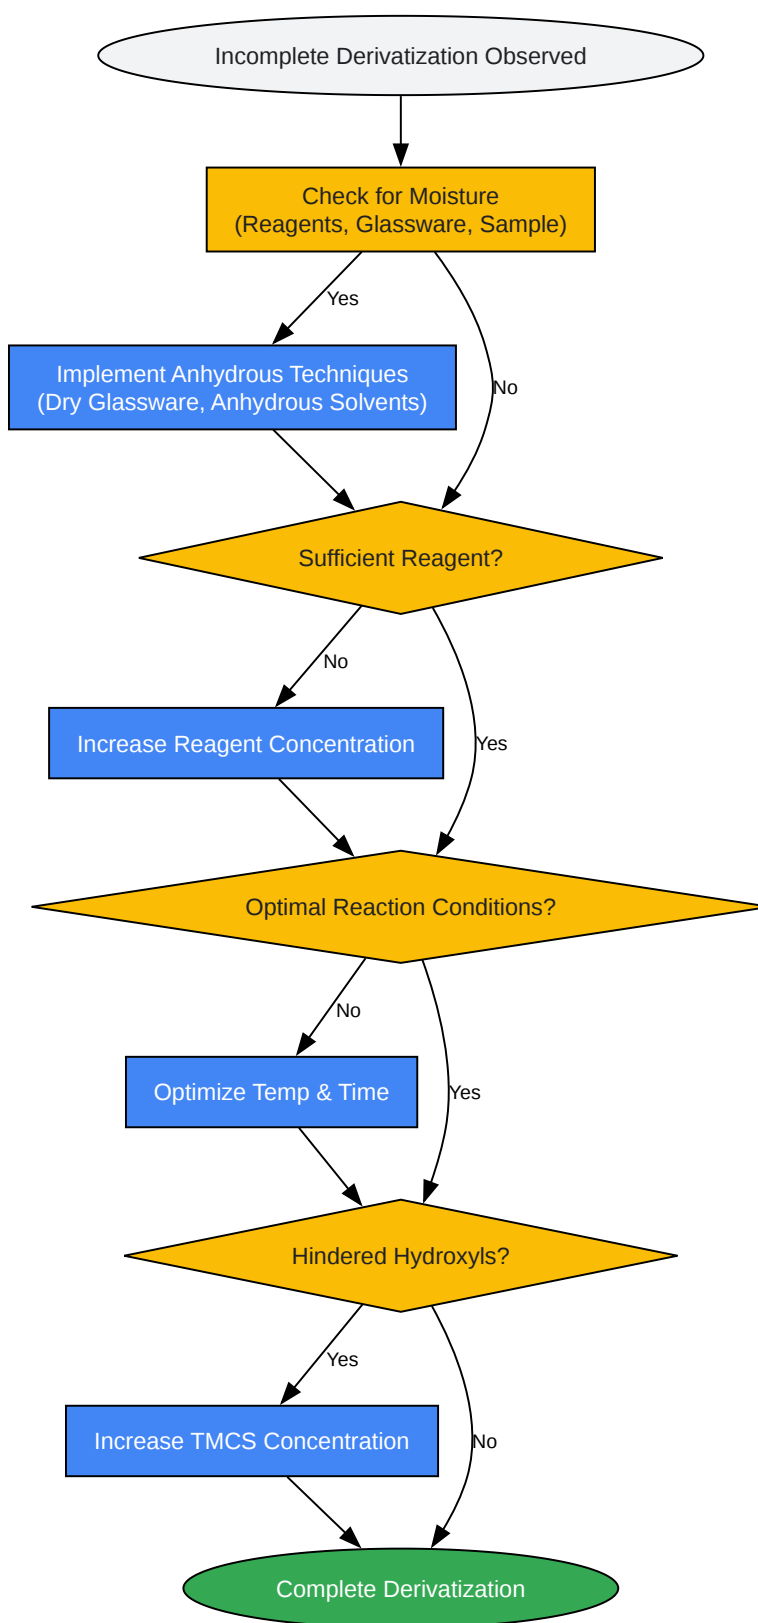 Incomplete Derivatization Observed
Check for Moisture
(Reagents, Glassware, Sample)
Yes
Implement Anhydrous Techniques
(Dry Glassware, Anhydrous Solvents)
No
Sufficient Reagent?
No
Increase Reagent Concentration
Yes
Optimal Reaction Conditions?
No
Optimize Temp & Time
Yes
Hindered Hydroxyls?
Yes
Increase TMCS Concentration
No
Complete Derivatization